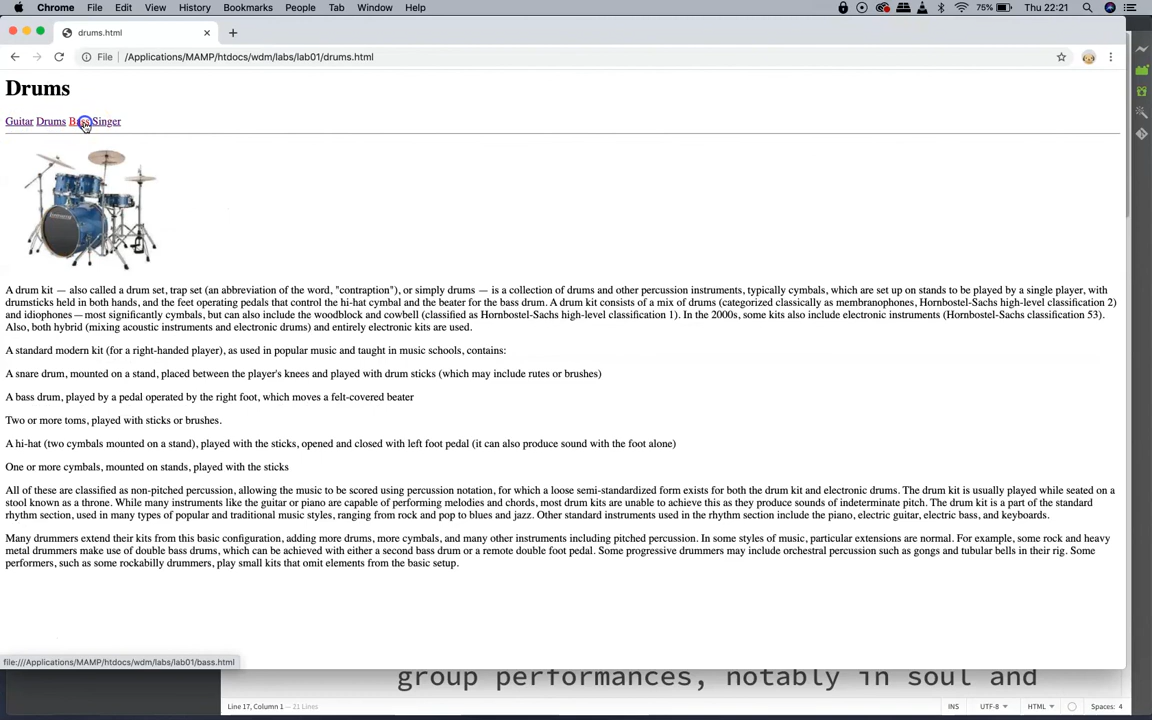 Chrome File Edit View History Bookmarks People Tab Window Help 75% Thu 22:21
drums.html
File /Applications/MAMP/htdocs/wdm/labs/lab01/drums.html
Drums
Guitar Drums Bass Singer
A drum kit — also called a drum set, trap set (an abbreviation of the word, "contraption"), or simply drums — is a collection of drums and other percussion instruments, typically cymbals, which are set up on stands to be played by a single player, with
drumsticks held in both hands, and the feet operating pedals that control the hi-hat cymbal and the beater for the bass drum. A drum kit consists of a mix of drums (categorized classically as membranophones, Hornbostel-Sachs high-level classification 2)
and idiophones—most significantly cymbals, but can also include the woodblock and cowbell (classified as Hornbostel-Sachs high-level classification 1). In the 2000s, some kits also include electronic instruments (Hornbostel-Sachs classification 53).
Also, both hybrid (mixing acoustic instruments and electronic drums) and entirely electronic kits are used.
A standard modern kit (for a right-handed player), as used in popular music and taught in music schools, contains:
A snare drum, mounted on a stand, placed between the player's knees and played with drum sticks (which may include rutes or brushes)
A bass drum, played by a pedal operated by the right foot, which moves a felt-covered beater
Two or more toms, played with sticks or brushes.
A hi-hat (two cymbals mounted on a stand), played with the sticks, opened and closed with left foot pedal (it can also produce sound with the foot alone)
One or more cymbals, mounted on stands, played with the sticks
All of these are classified as non-pitched percussion, allowing the music to be scored using percussion notation, for which a loose semi-standardized form exists for both the drum kit and electronic drums. The drum kit is usually played while seated on a
stool known as a throne. While many instruments like the guitar or piano are capable of performing melodies and chords, most drum kits are unable to achieve this as they produce sounds of indeterminate pitch. The drum kit is a part of the standard
rhythm section, used in many types of popular and traditional music styles, ranging from rock and pop to blues and jazz. Other standard instruments used in the rhythm section include the piano, electric guitar, electric bass, and keyboards.
Many drummers extend their kits from this basic configuration, adding more drums, more cymbals, and many other instruments including pitched percussion. In some styles of music, particular extensions are normal. For example, some rock and heavy
metal drummers make use of double bass drums, which can be achieved with either a second bass drum or a remote double foot pedal. Some progressive drummers may include orchestral percussion such as gongs and tubular bells in their rig. Some
performers, such as some rockabilly drummers, play small kits that omit elements from the basic setup.
file:///Applications/MAMP/htdocs/wdm/labs/lab01/bass.html
group performances, notably in soul and
Line 17, Column 1 — 21 Lines INS UTF-8 HTML Spaces: 4